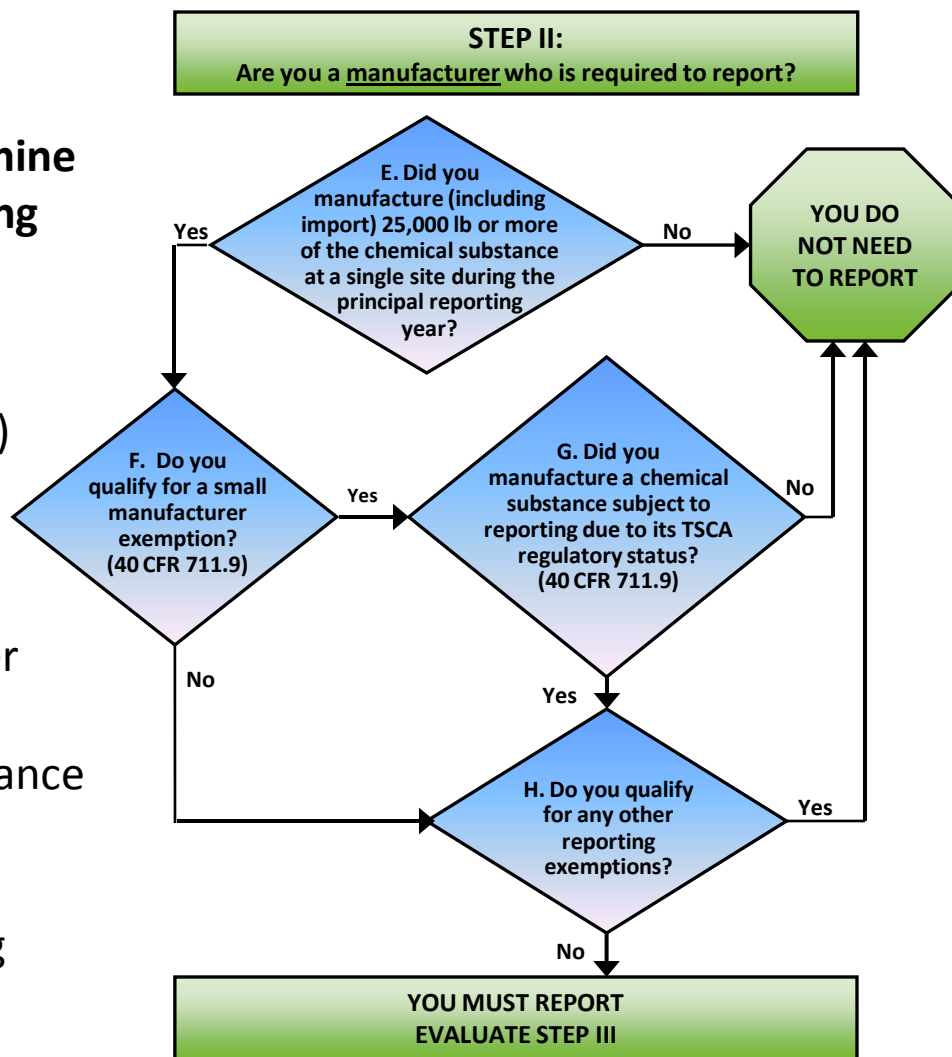 STEP II:
Are you a manufacturer who is required to report?
nine
ng
)
er
ance
g
E. Did you
manufacture (including
import) 25,000 lb or more
of the chemical substance
at a single site during the
principal reporting
year?
Yes
No
YOU DO
NOT NEED
TO REPORT
F. Do you
qualify for a small
manufacturer
exemption?
(40 CFR 711.9)
Yes
No
G. Did you
manufacture a chemical
substance subject to
reporting due to its TSCA
regulatory status?
(40 CFR 711.9)
No
Yes
H. Do you qualify
for any other
reporting
exemptions?
Yes
No
YOU MUST REPORT
EVALUATE STEP III